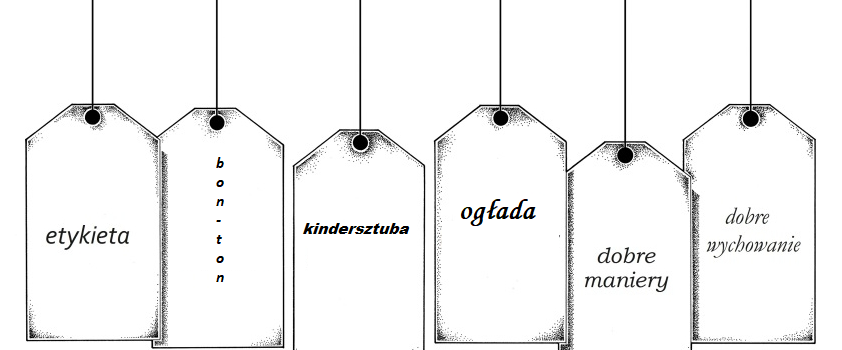 etykieta
b
o
n
-
t
o
n
kindersztuba
ogłada
dobre
maniery
dobre
wychowanie